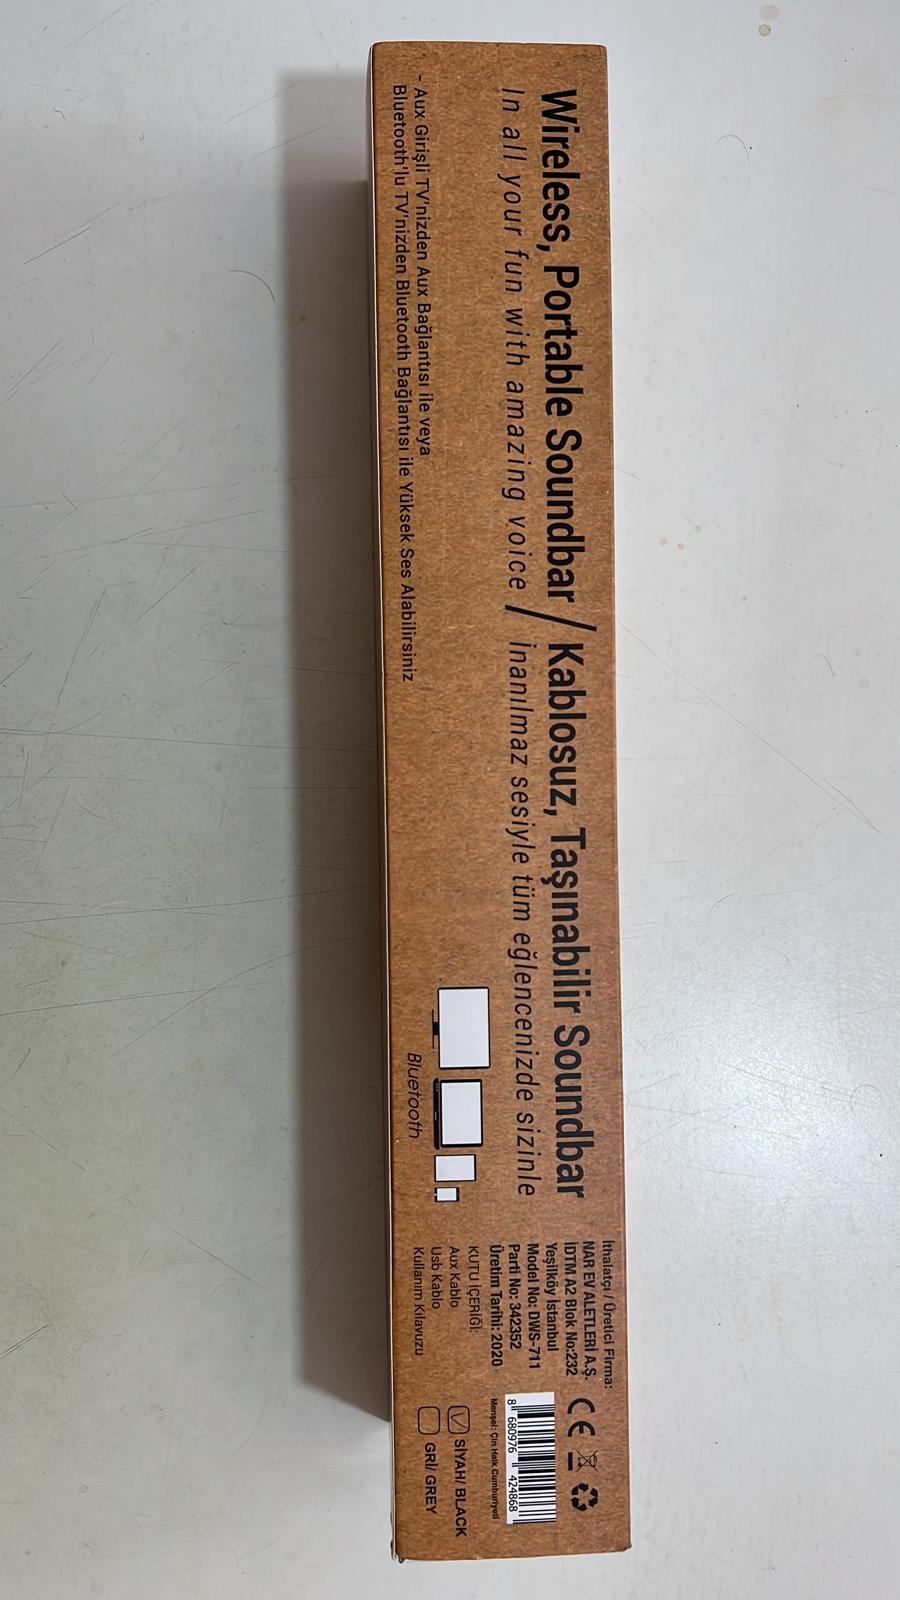 Wireless, Portable Soundbar / Kablosuz, Taşınabilir Soundbar
In all your fun with amazing voice / İnanılmaz sesiyle tüm eğlencenizde sizinle
- Aux Girişli TV'nizden Aux Bağlantısı ile veya
Bluetooth'lu TV'nizden Bluetooth Bağlantısı ile Yüksek Ses Alabilirsiniz
Bluetooth
İthalatçı / Üretici Firma:
NAR EV ALETLERİ A.Ş.
İDTM A2 Blok No:232
Yeşilköy İstanbul
Model No: DWS-711
Parti No: 342352
Üretim Tarihi: 2020
KUTU İÇERİĞİ:
Aux Kablo
Usb Kablo
Kullanım Kılavuzu
CE
8 680976 424868
Menşei: Çin Halk Cumhuriyeti
SİYAH/ BLACK
GRİ/ GREY